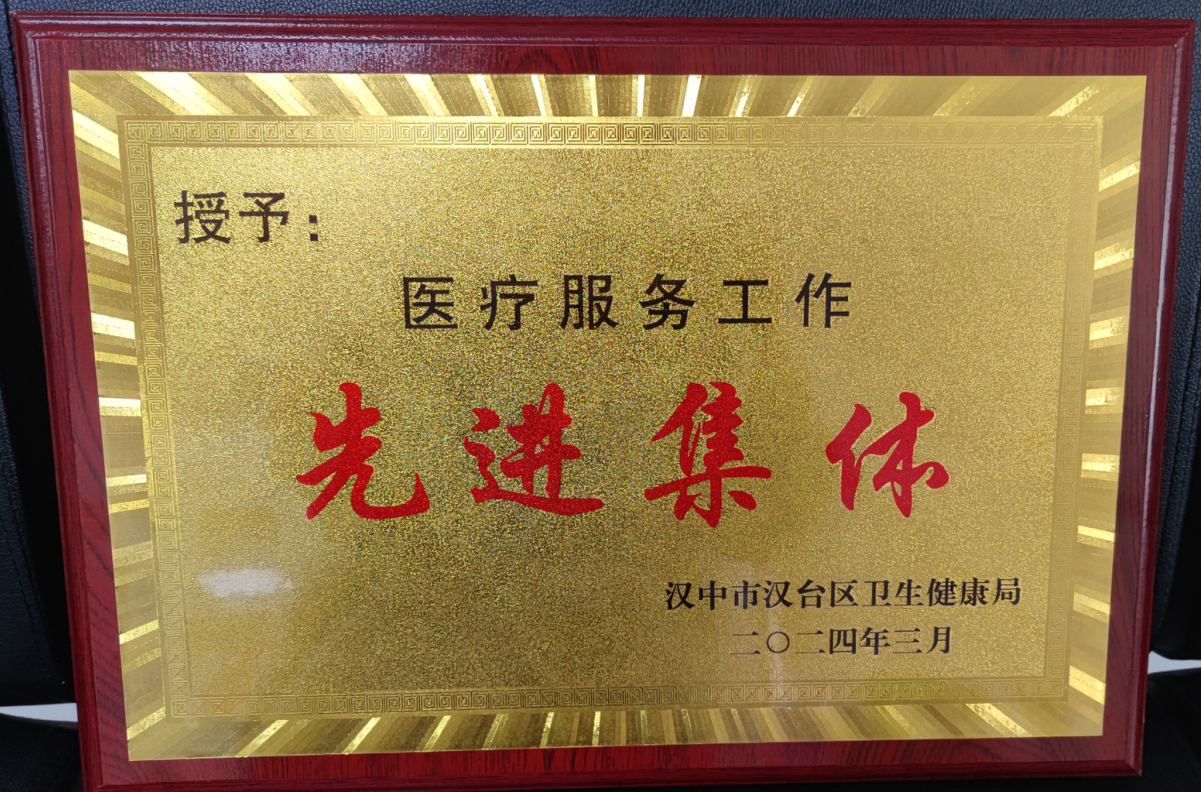 授予：
医疗服务工作
先进集体
汉中市汉台区卫生健康局
二〇二四年三月